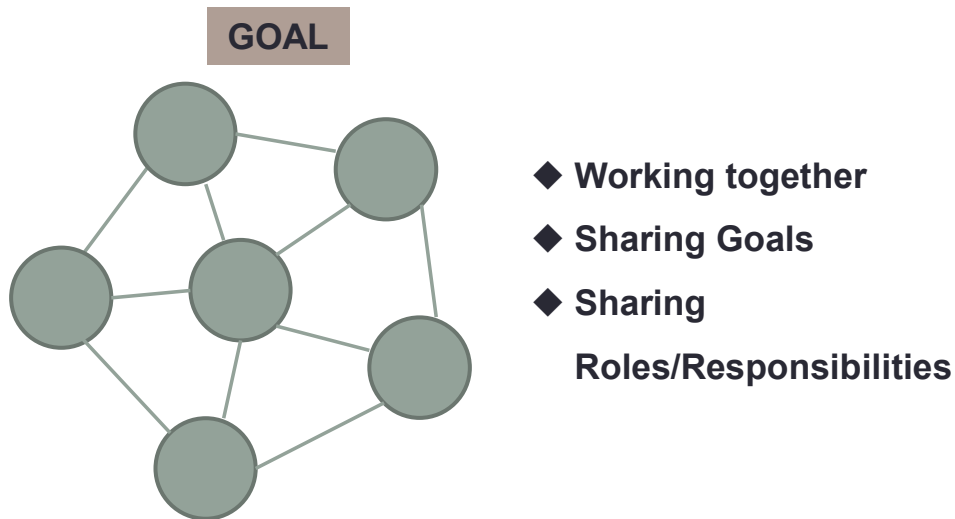 GOAL
◆ Working together
◆ Sharing Goals
◆ Sharing
Roles/Responsibilities